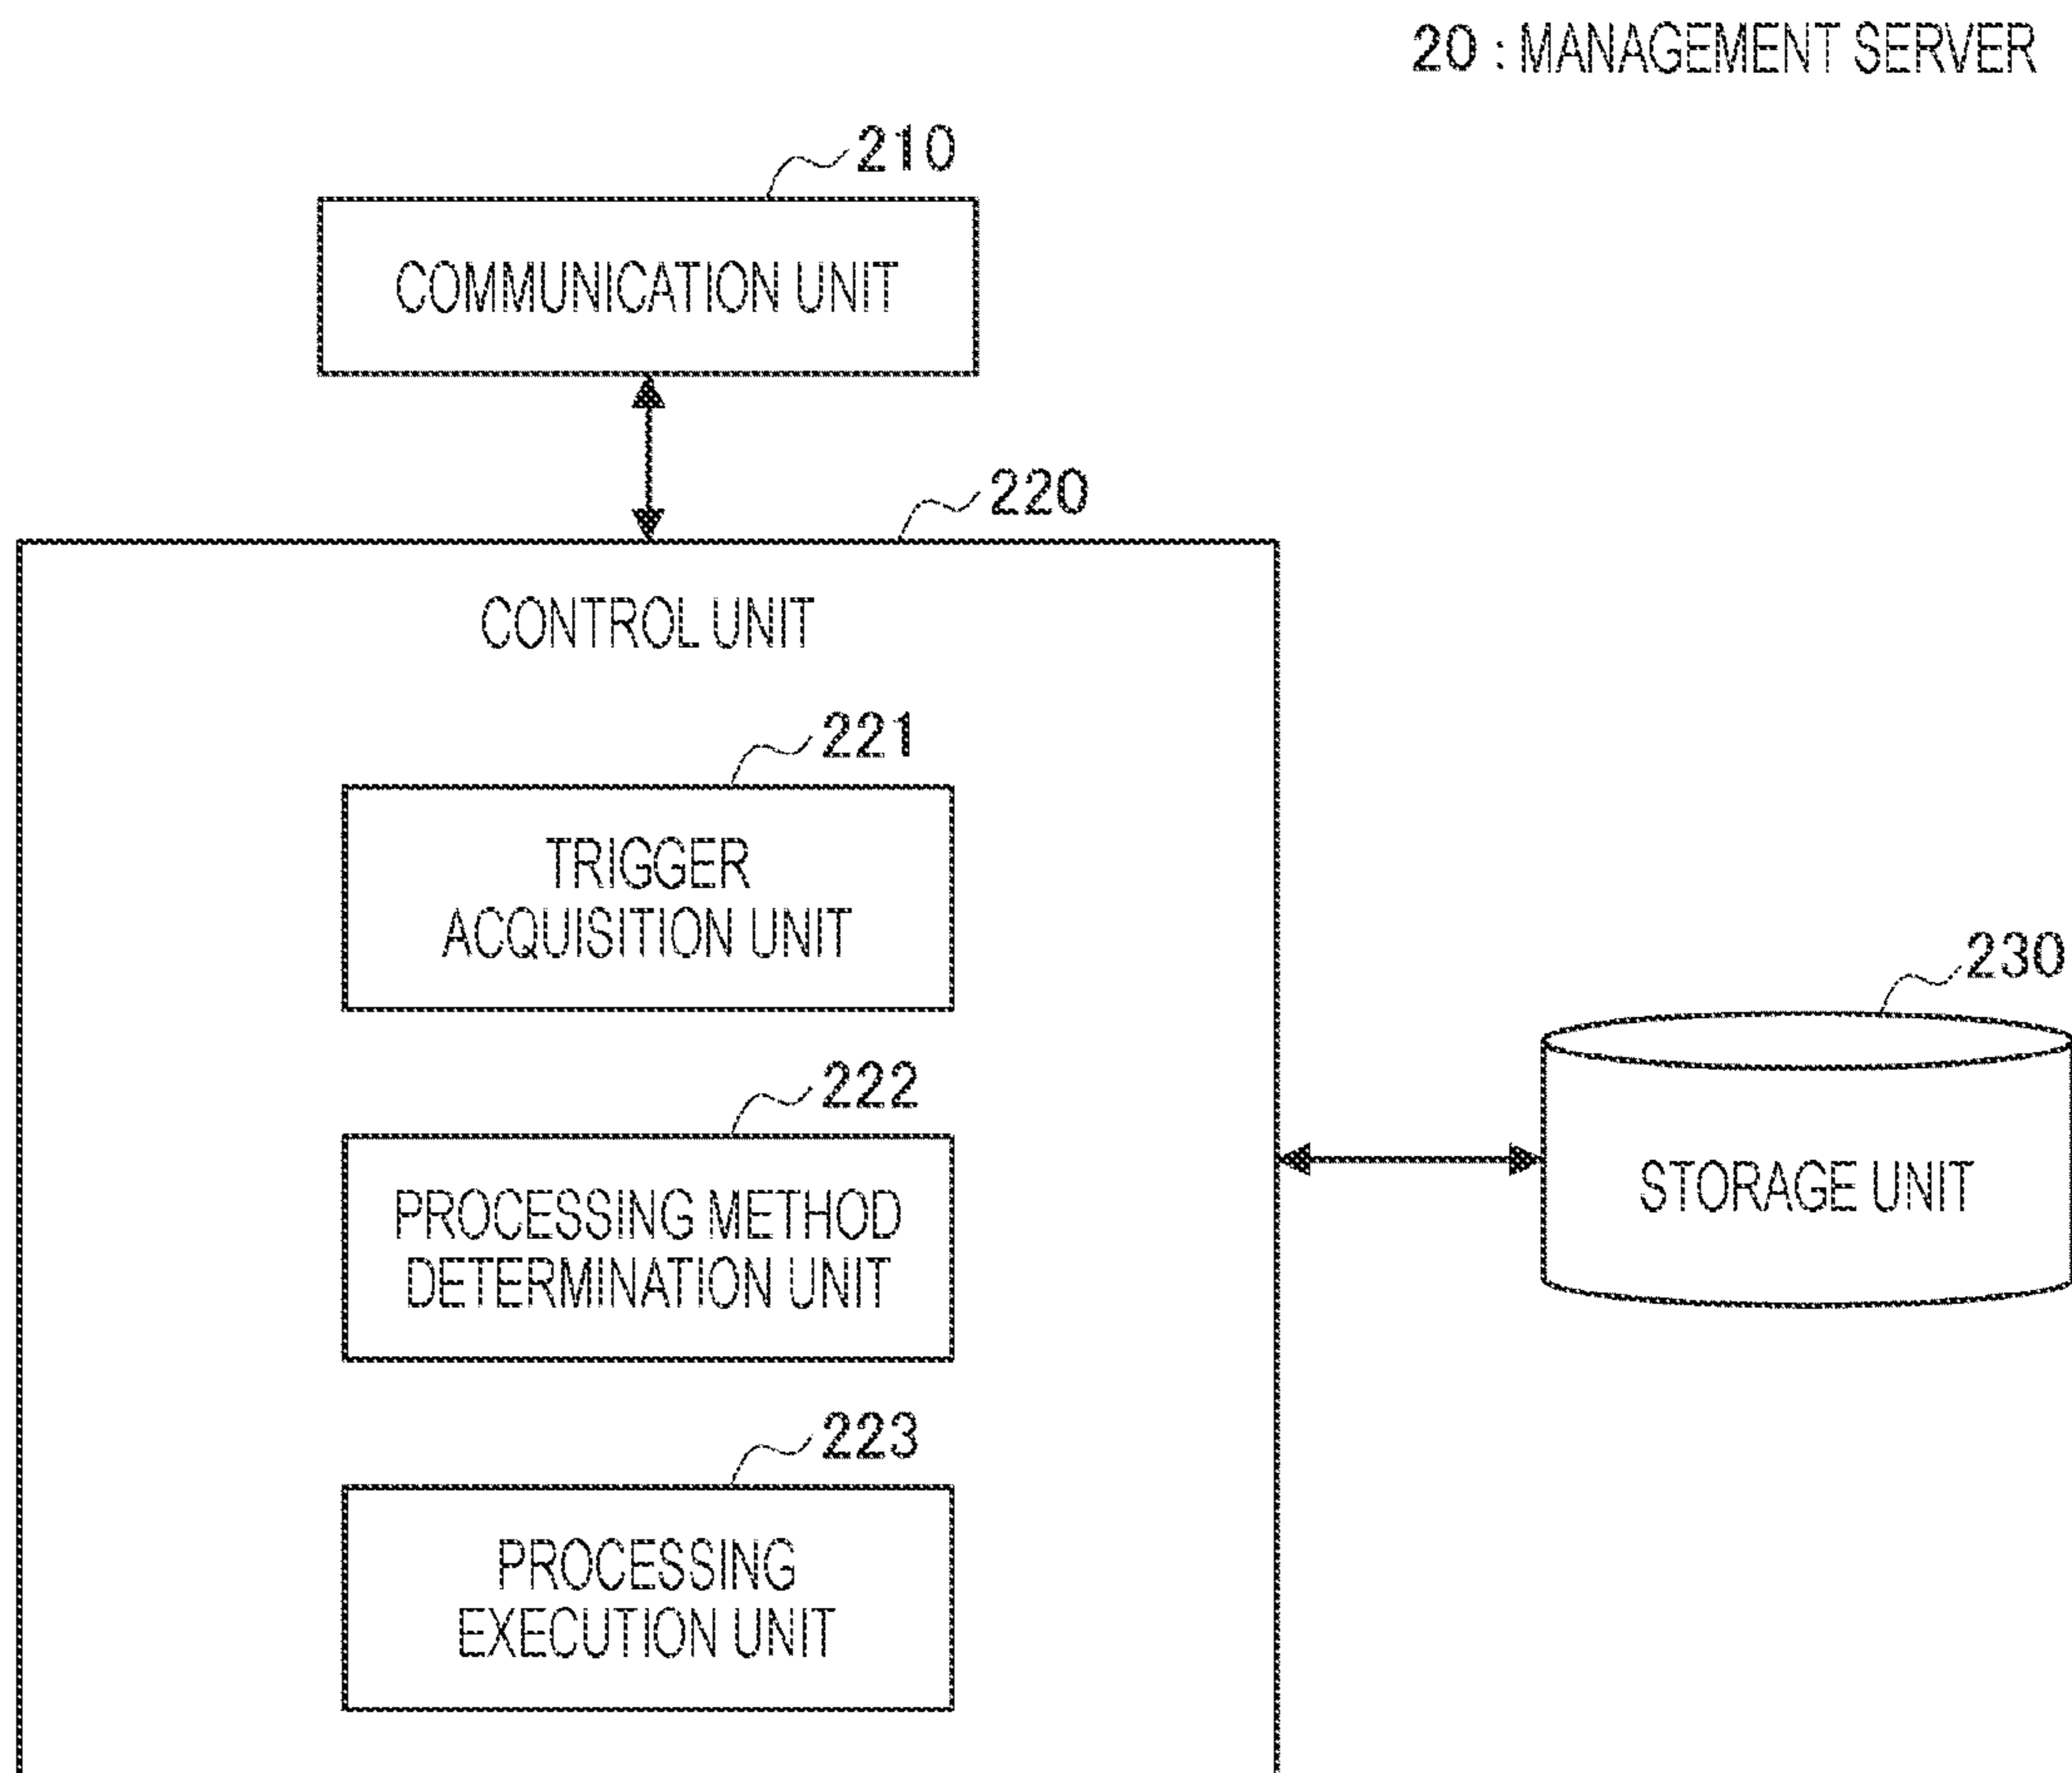 20 : MANAGEMENT SERVER
210
COMMUNICATION UNIT
220
CONTROL UNIT
221
TRIGGER
ACQUISITION UNIT
222
PROCESSING METHOD
DETERMINATION UNIT
223
PROCESSING
EXECUTION UNIT
230
STORAGE UNIT